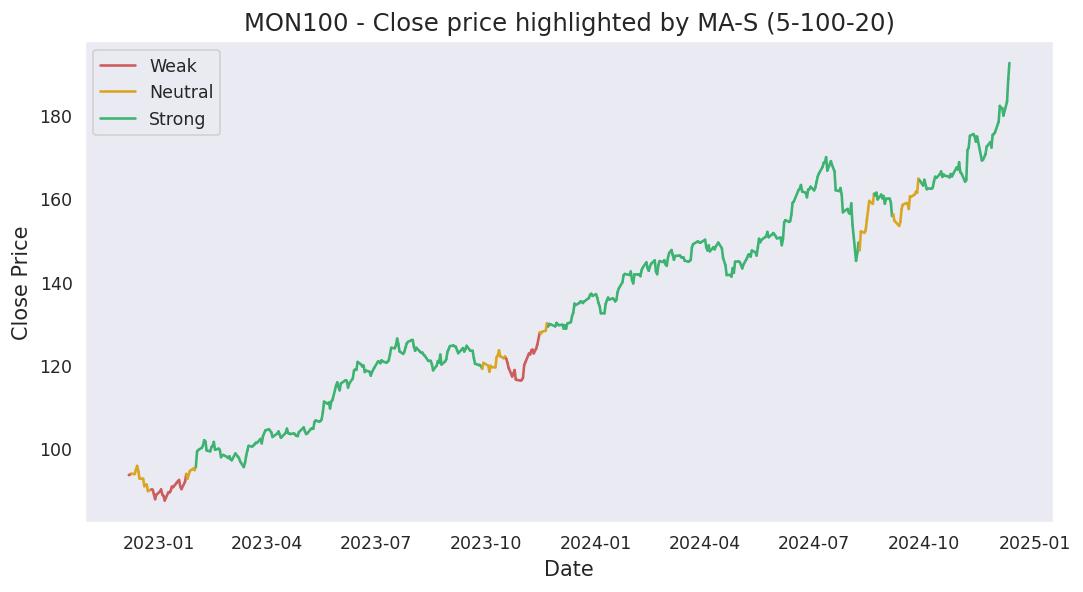 MON100 - Close price highlighted by MA-S (5-100-20)
Weak
Neutral
Strong
Close Price
180
160
140
120
100
2023-01 2023-04 2023-07 2023-10 2024-01 2024-04 2024-07 2024-10 2025-01
Date